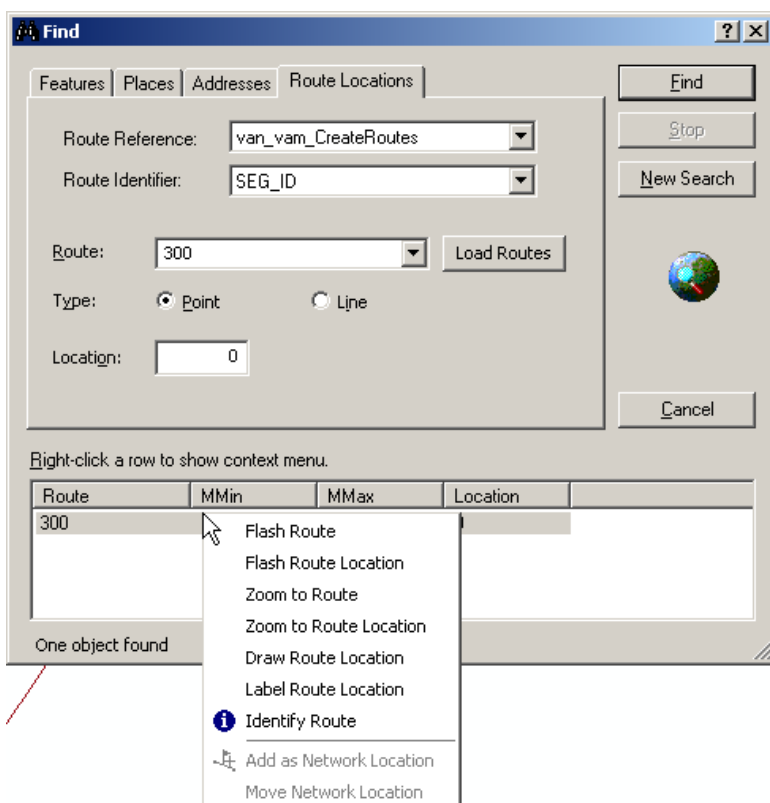 Find
Features Places Addresses Route Locations
Find
Route Reference: van_vam_CreateRoutes
Stop
Route Identifier: SEG_ID
New Search
Route: 300 Load Routes
Type: Point Line
Location: 0
Cancel
Right-click a row to show context menu.
Route MMin MMax Location
300
Flash Route
Flash Route Location
Zoom to Route
Zoom to Route Location
One object found
Draw Route Location
Label Route Location
Identify Route
Add as Network Location
Move Network Location